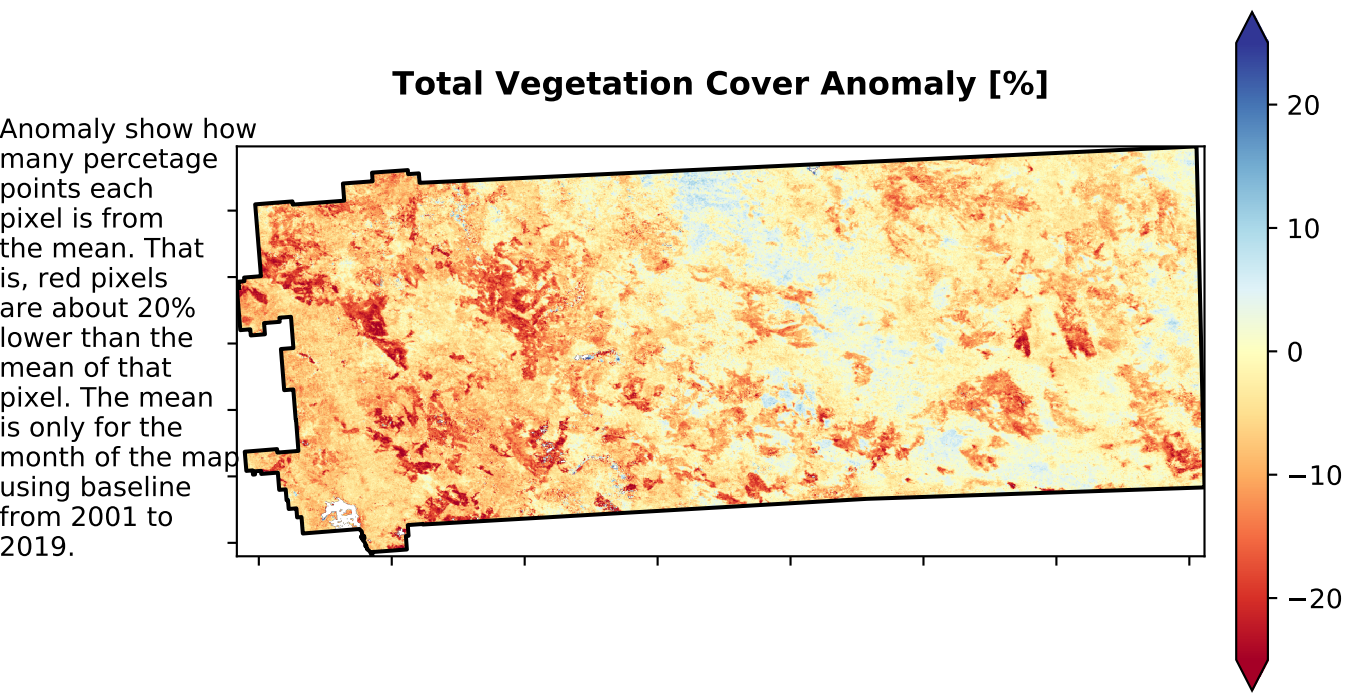 Total Vegetation Cover Anomaly [%]
Anomaly show how
many percetage
points each
pixel is from
the mean. That
is, red pixels
are about 20%
lower than the
mean of that
pixel. The mean
is only for the
month of the map
using baseline
from 2001 to
2019.
20
10
0
−10
−20